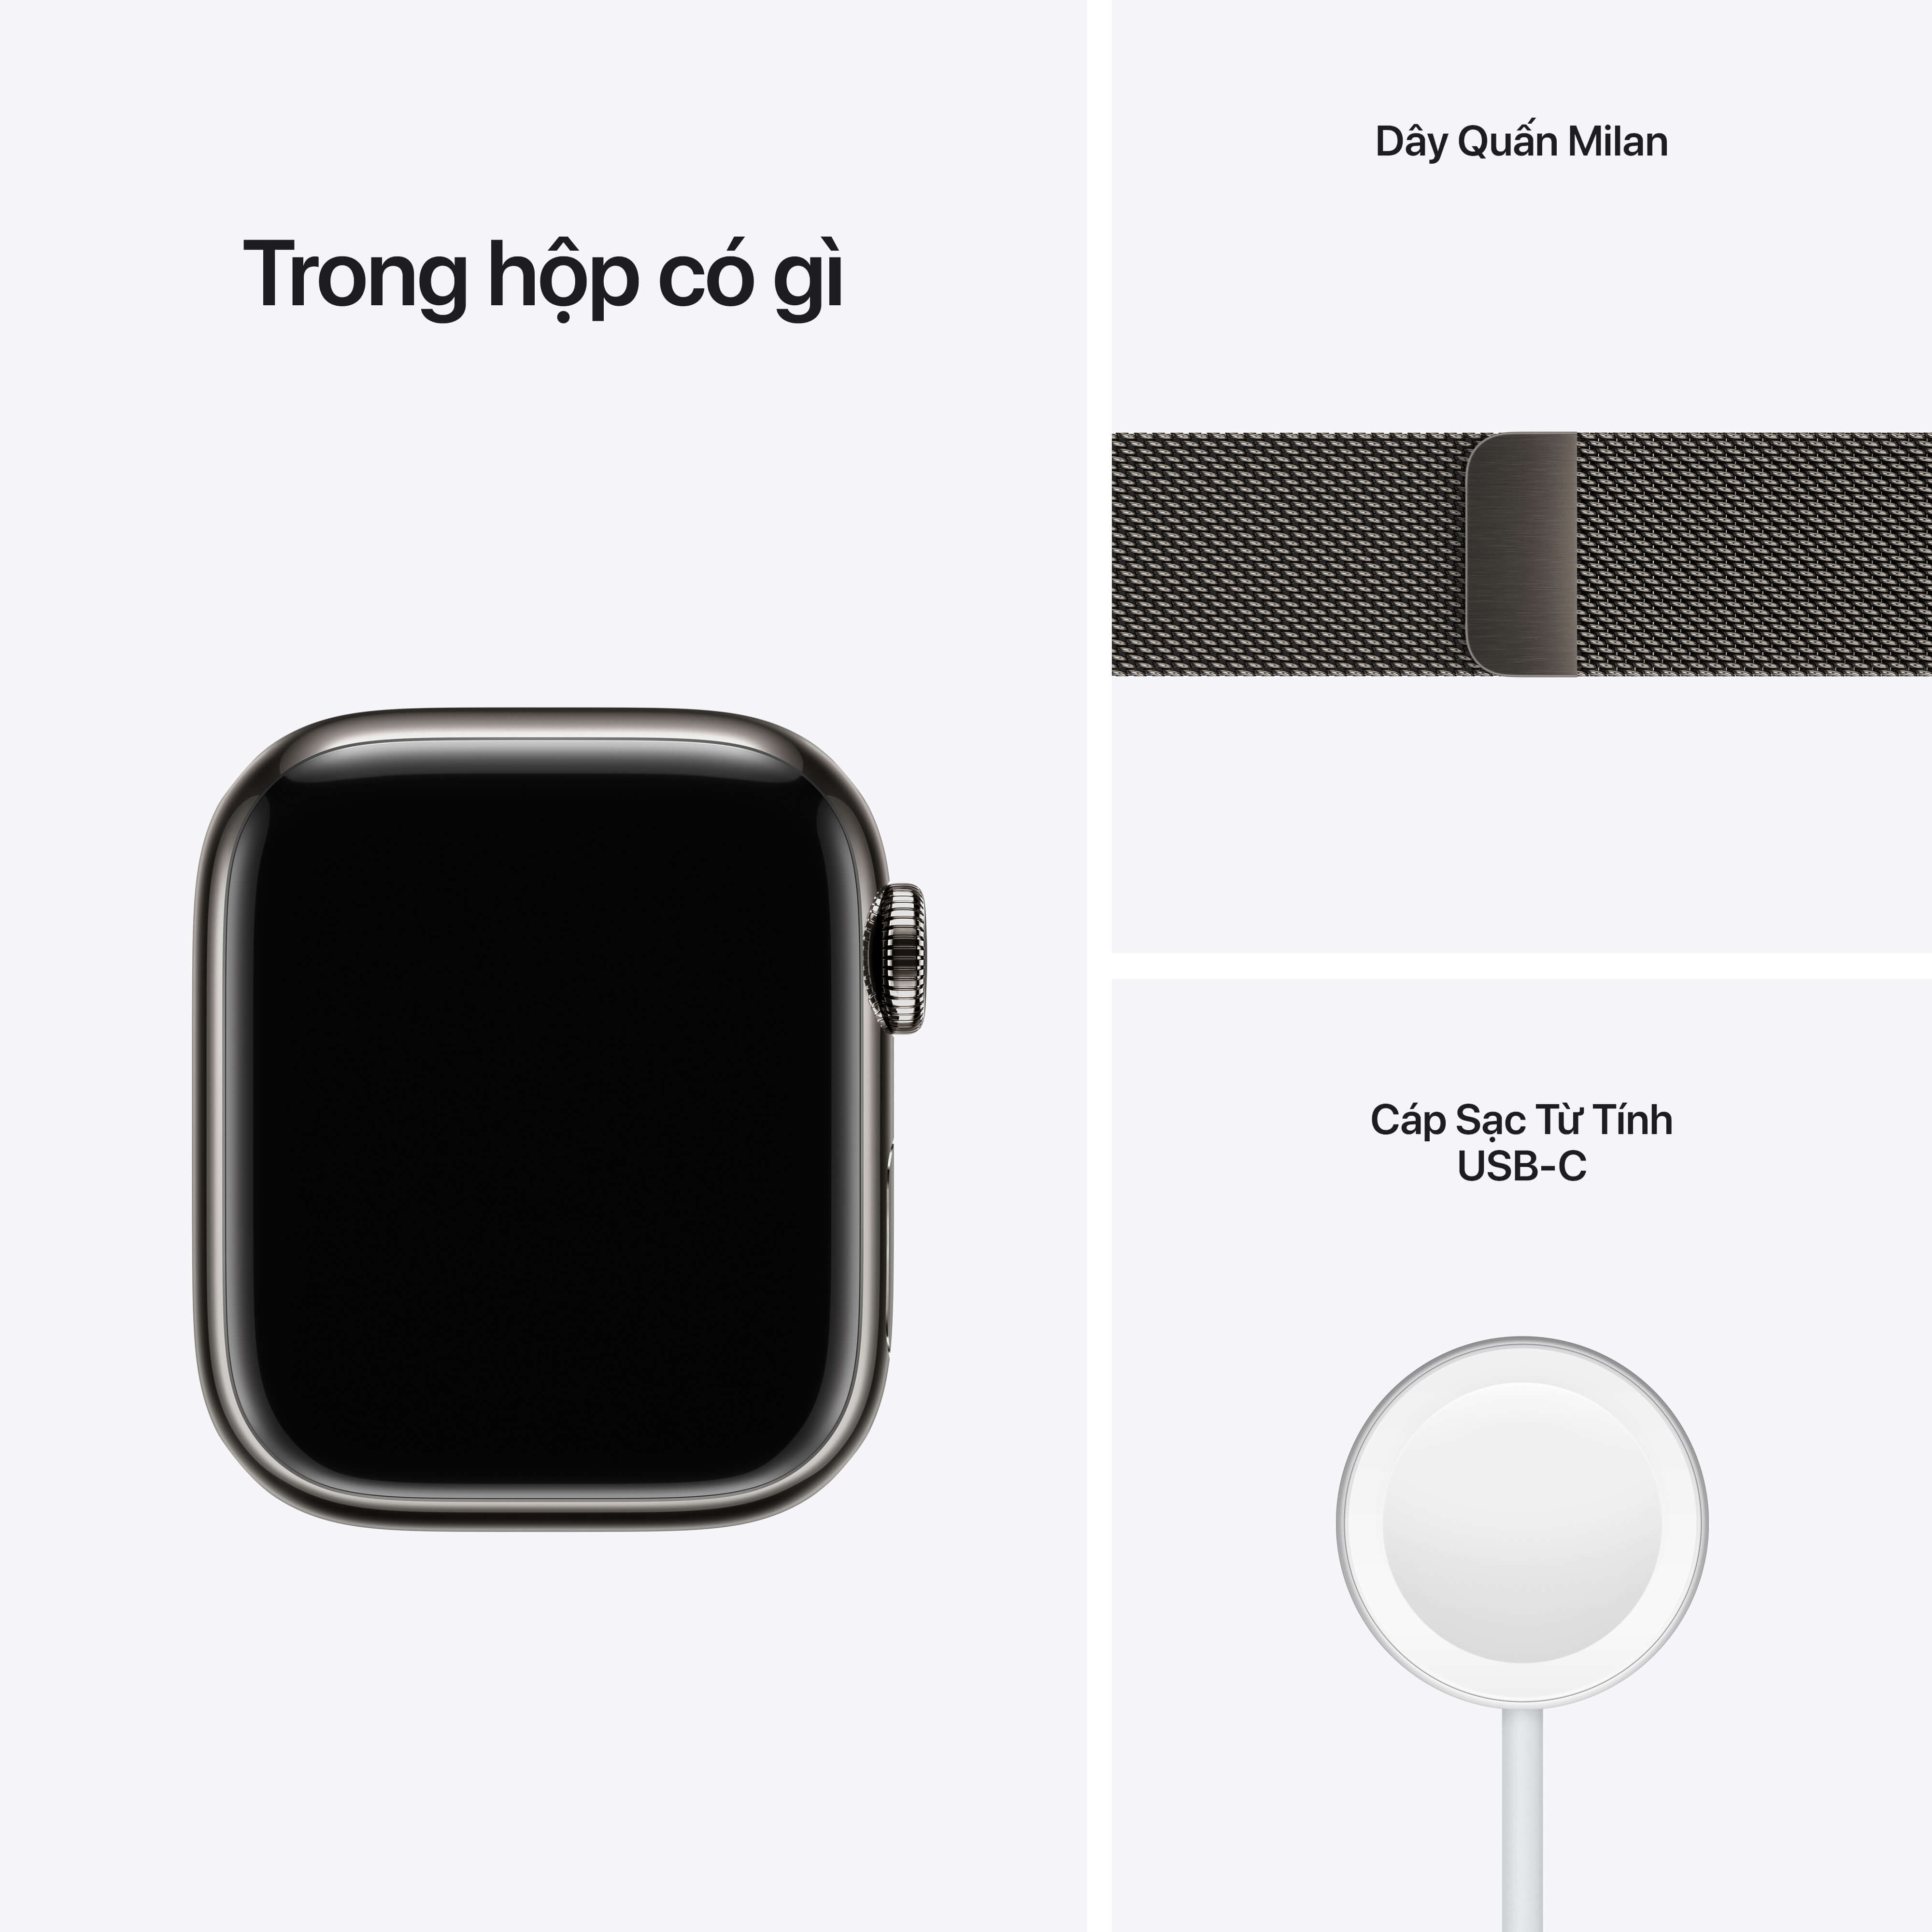 Trong hộp có gì
Dây Quấn Milan
Cáp Sạc Từ Tính
USB-C